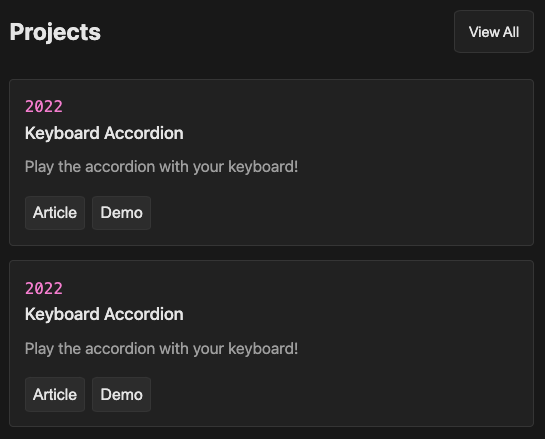 Projects
View All
2022
Keyboard Accordion
Play the accordion with your keyboard!
Article Demo
2022
Keyboard Accordion
Play the accordion with your keyboard!
Article Demo